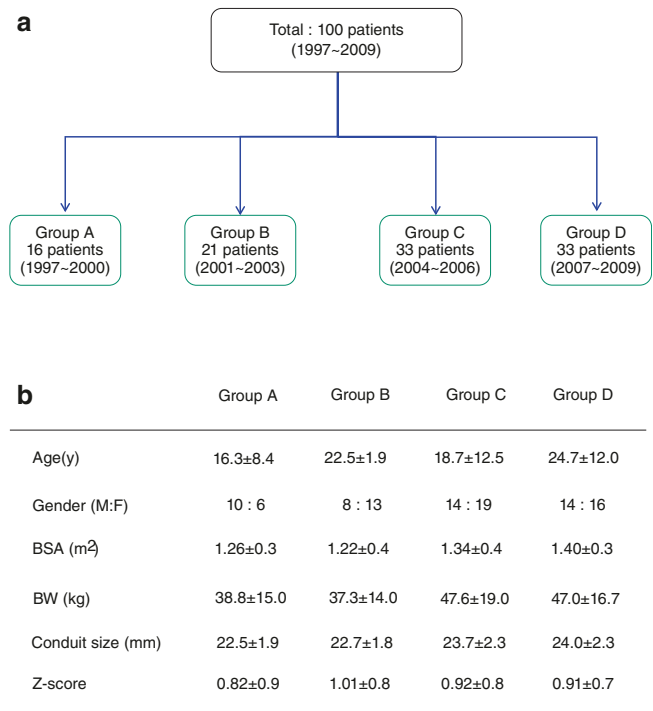 a
Total : 100 patients
(1997~2009)
Group A
16 patients
(1997~2000)
Group B
21 patients
(2001~2003)
Group C
33 patients
(2004~2006)
Group D
33 patients
(2007~2009)
b
Group A Group B Group C Group D
Age(y) 16.3±8.4 22.5±1.9 18.7±12.5 24.7±12.0
Gender (M:F) 10 : 6 8 : 13 14 : 19 14 : 16
BSA (m2) 1.26±0.3 1.22±0.4 1.34±0.4 1.40±0.3
BW (kg) 38.8±15.0 37.3±14.0 47.6±19.0 47.0±16.7
Conduit size (mm) 22.5±1.9 22.7±1.8 23.7±2.3 24.0±2.3
Z-score 0.82±0.9 1.01±0.8 0.92±0.8 0.91±0.7